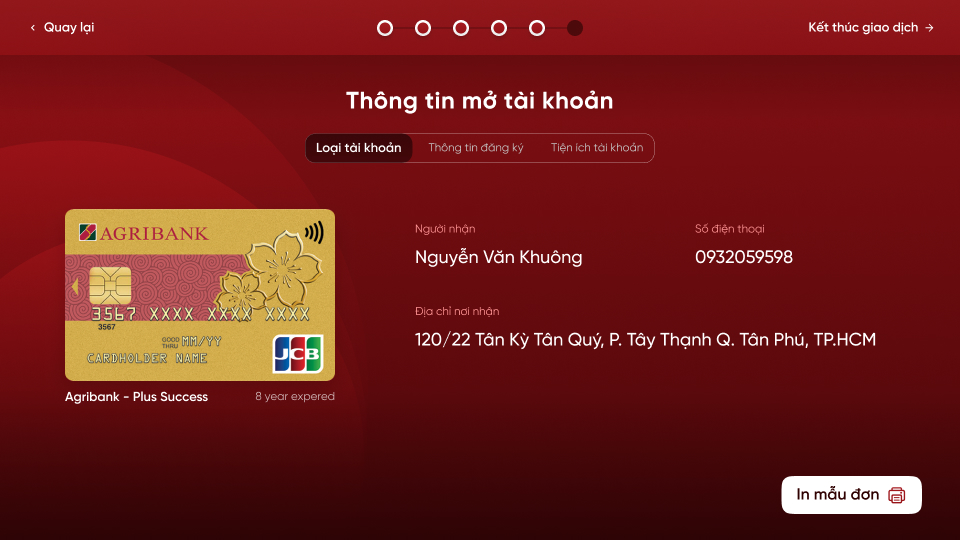 Quay lại
Kết thúc giao dịch
Thông tin mở tài khoản
Loại tài khoản
Thông tin đăng ký
Tiện ích tài khoản
AGRIBANK
3567 XXXX XXXX XXXX
3567
GOOD THRU MM/YY
CARDHOLDER NAME
JCB
Agribank - Plus Success
8 year expered
Người nhận
Nguyễn Văn Khuông
Số điện thoại
0932059598
Địa chỉ nơi nhận
120/22 Tân Kỳ Tân Quý, P. Tây Thạnh Q. Tân Phú, TP.HCM
In mẫu đơn